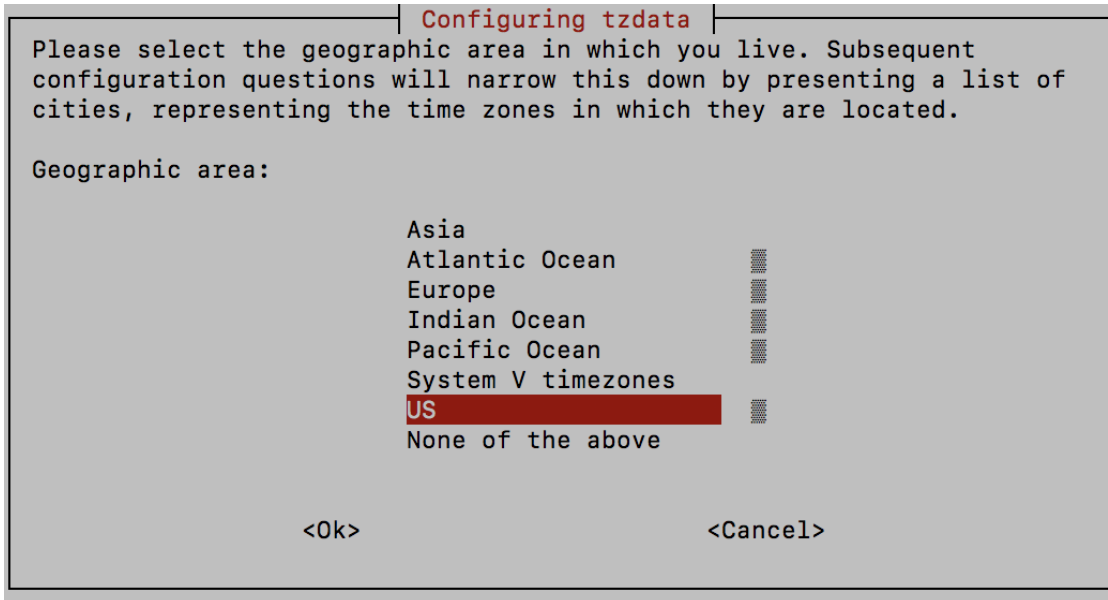 Configuring tzdata
Please select the geographic area in which you live. Subsequent
configuration questions will narrow this down by presenting a list of
cities, representing the time zones in which they are located.
Geographic area:
Asia
Atlantic Ocean
Europe
Indian Ocean
Pacific Ocean
System V timezones
US
None of the above
<Ok> <Cancel>